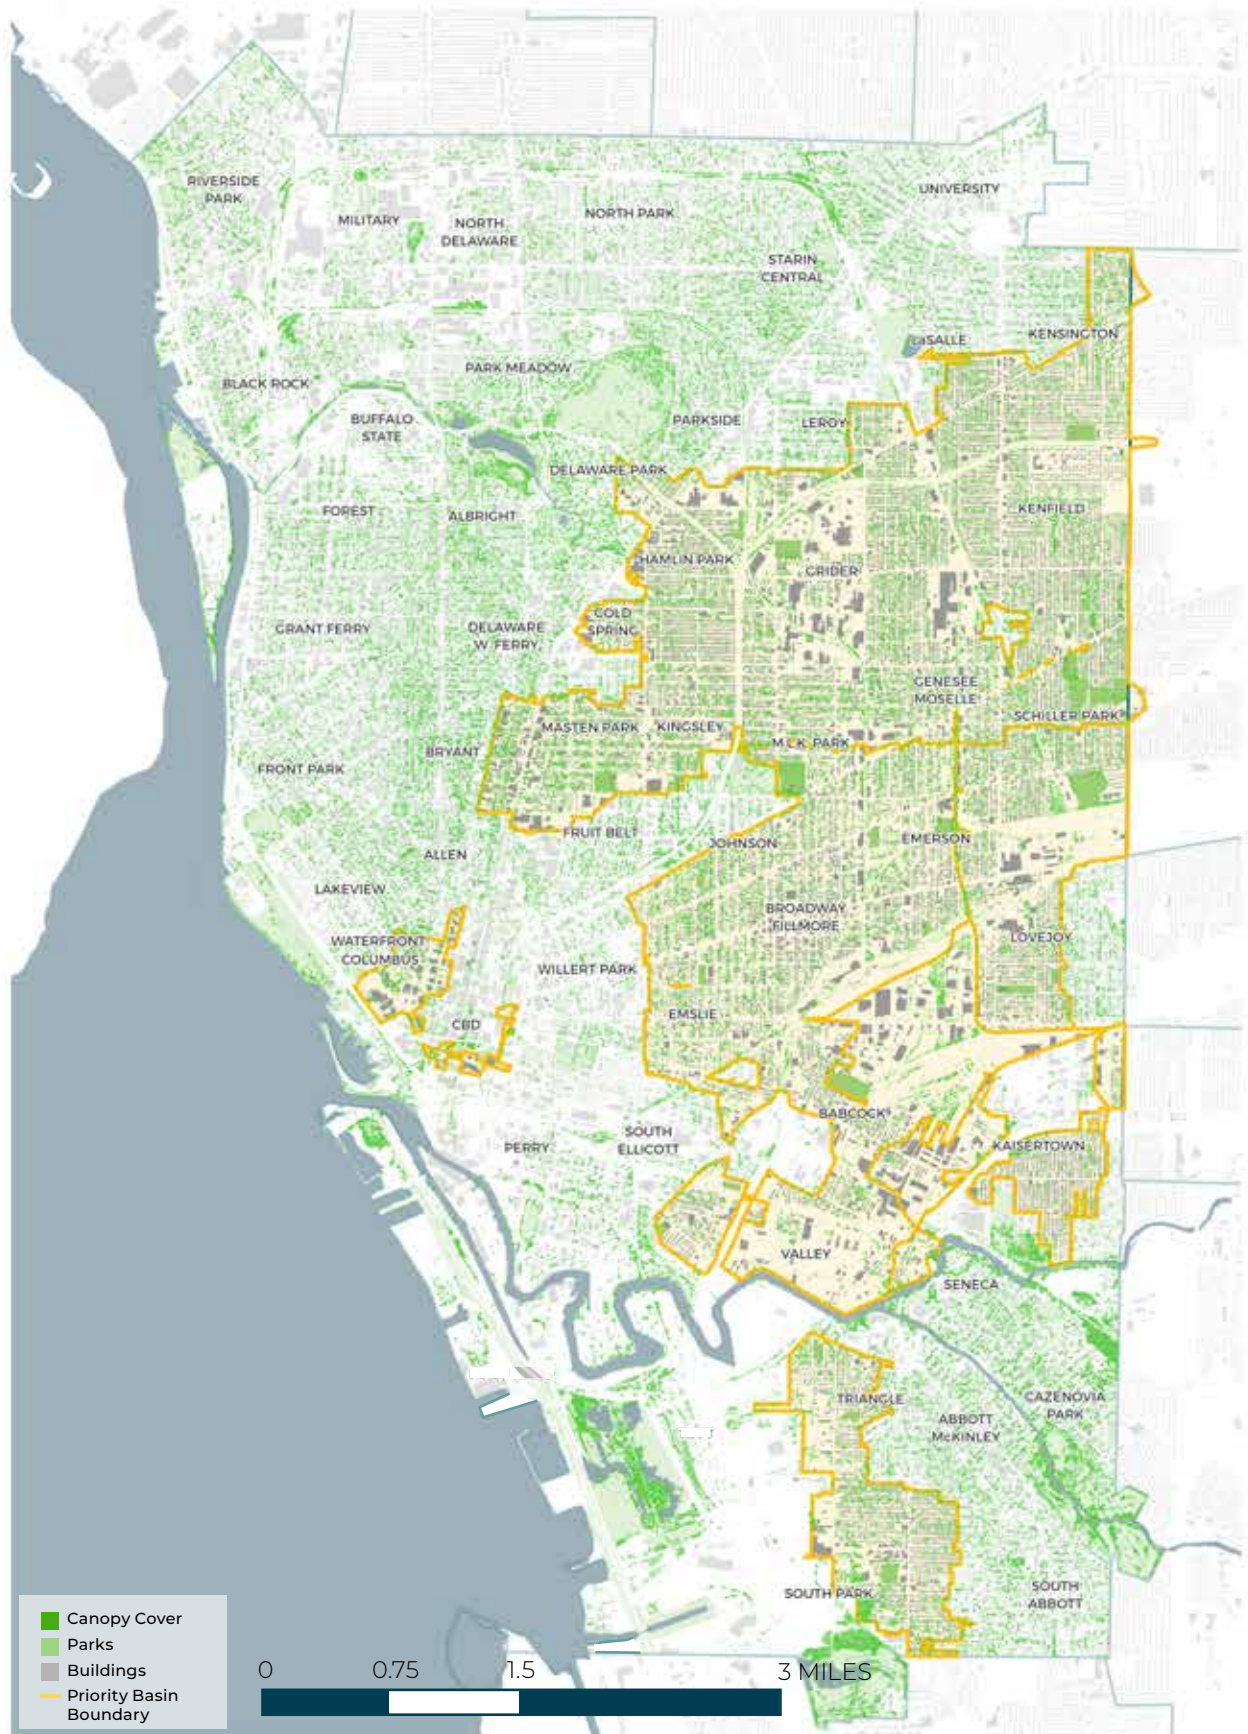 RIVERSIDE
PARK
MILITARY
NORTH
DELAWARE
NORTH PARK
UNIVERSITY
STARIN
CENTRAL
LaSALLE
KENSINGTON
BLACK ROCK
PARK MEADOW
BUFFALO
STATE
PARKSIDE
LEROY
DELAWARE PARK
FOREST
ALBRIGHT
KENFIELD
HAMLIN PARK
GRIDER
COLD
SPRING
GRANT FERRY
DELAWARE
W. FERRY
GENESEE
MOSELLE
SCHILLER PARK
MASTEN PARK
KINGSLEY
M.L.K. PARK
BRYANT
FRONT PARK
FRUIT BELT
JOHNSON
EMERSON
ALLEN
LAKEVIEW
BROADWAY
FILLMORE
LOVEJOY
WATERFRONT
COLUMBUS
WILLERT PARK
CBD
EMSLIE
BABCOCK
PERRY
SOUTH
ELLICOTT
KAISERTOWN
VALLEY
SENECA
TRIANGLE
CAZENOVIA
PARK
ABBOTT
McKINLEY
SOUTH PARK
SOUTH
ABBOTT
Canopy Cover
Parks
Buildings
Priority Basin
Boundary
0
0.75
1.5
3 MILES